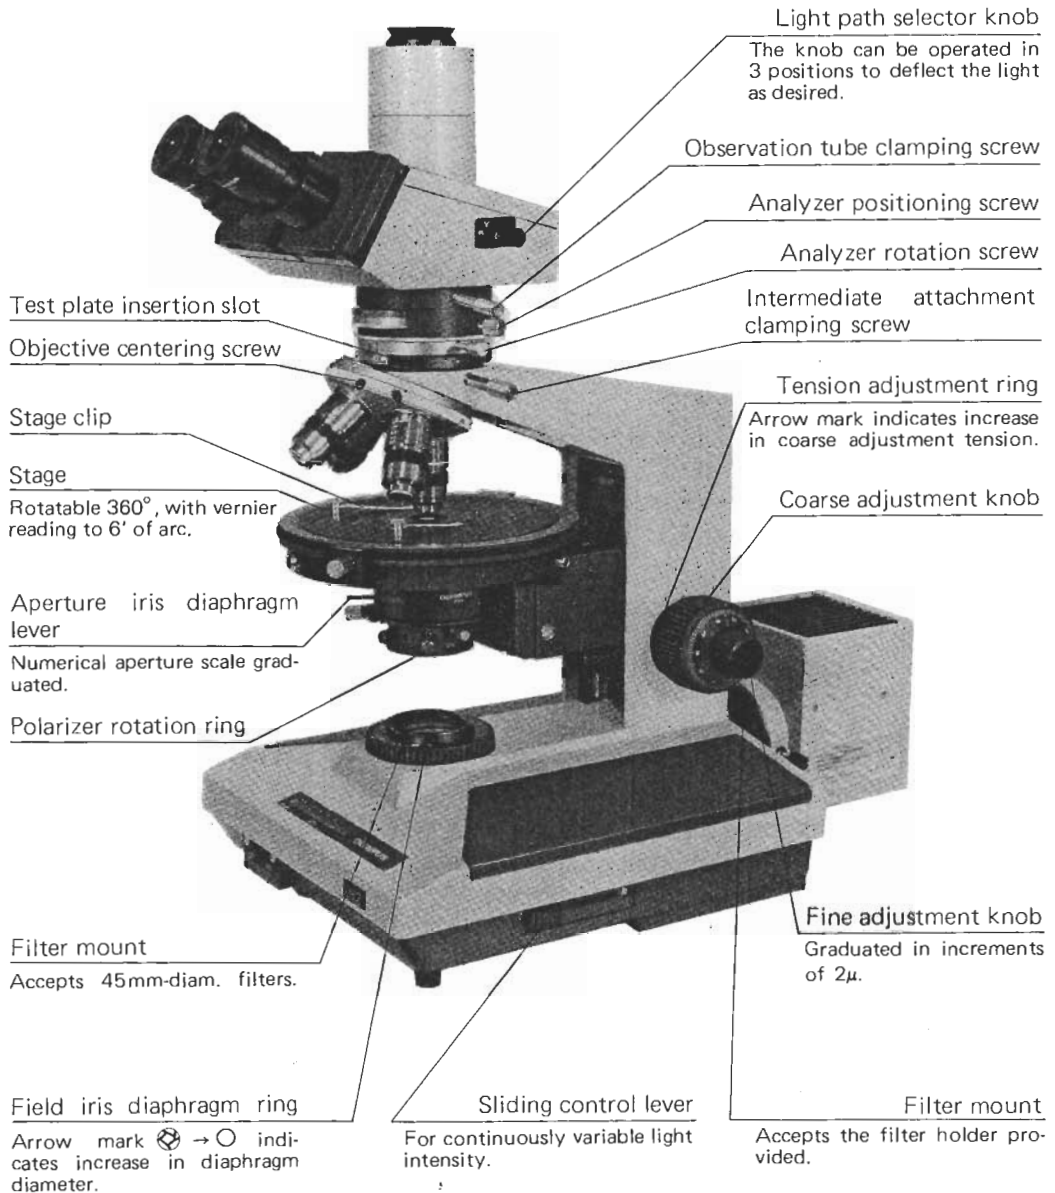 Light path selector knob
The knob can be operated in
3 positions to deflect the light
as desired.
Observation tube clamping screw
Analyzer positioning screw
Analyzer rotation screw
Intermediate attachment
clamping screw
Tension adjustment ring
Arrow mark indicates increase
in coarse adjustment tension.
Coarse adjustment knob
Test plate insertion slot
Objective centering screw
Stage clip
Stage
Rotatable 360°, with vernier
reading to 6' of arc.
Aperture iris diaphragm
lever
Numerical aperture scale grad-
uated.
Polarizer rotation ring
Filter mount
Accepts 45mm-diam. filters.
Fine adjustment knob
Graduated in increments
of 2μ.
Field iris diaphragm ring
Arrow mark → ○ indi-
cates increase in diaphragm
diameter.
Sliding control lever
For continuously variable light
intensity.
Filter mount
Accepts the filter holder pro-
vided.